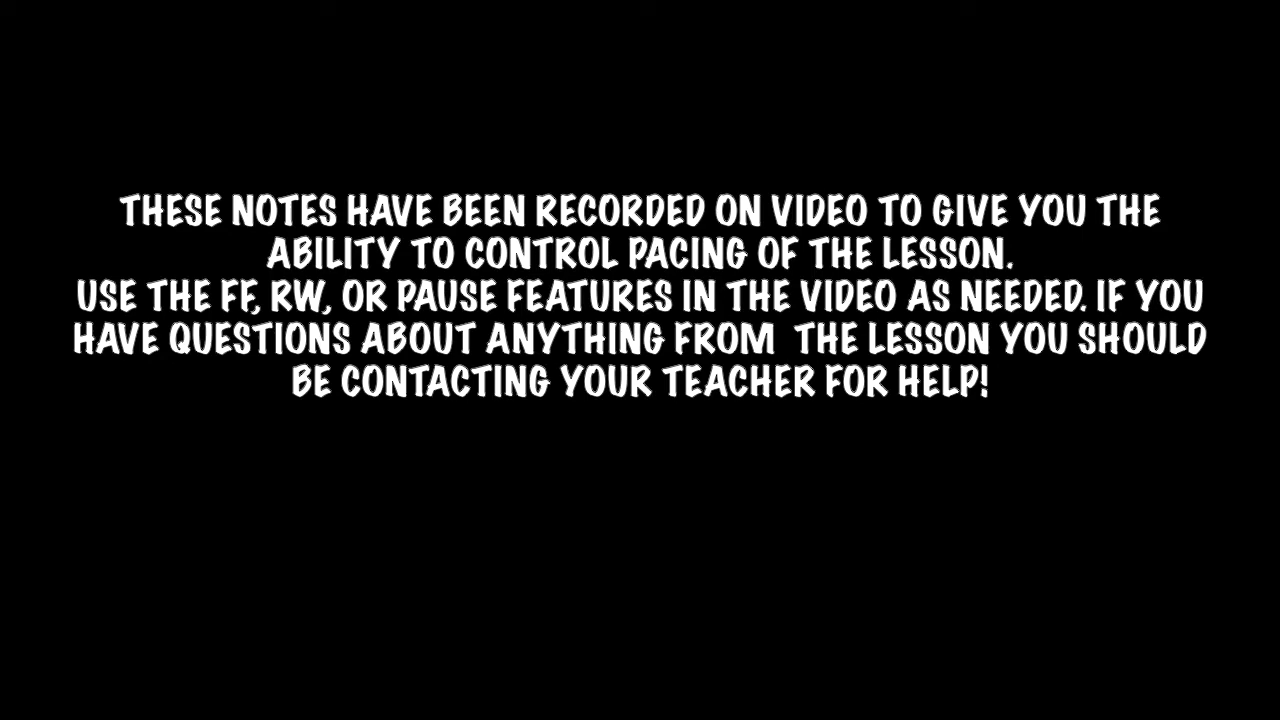 THESE NOTES HAVE BEEN RECORDED ON VIDEO TO GIVE YOU THE
ABILITY TO CONTROL PACING OF THE LESSON.
USE THE FF, RW, OR PAUSE FEATURES IN THE VIDEO AS NEEDED. IF YOU
HAVE QUESTIONS ABOUT ANYTHING FROM THE LESSON YOU SHOULD
BE CONTACTING YOUR TEACHER FOR HELP!